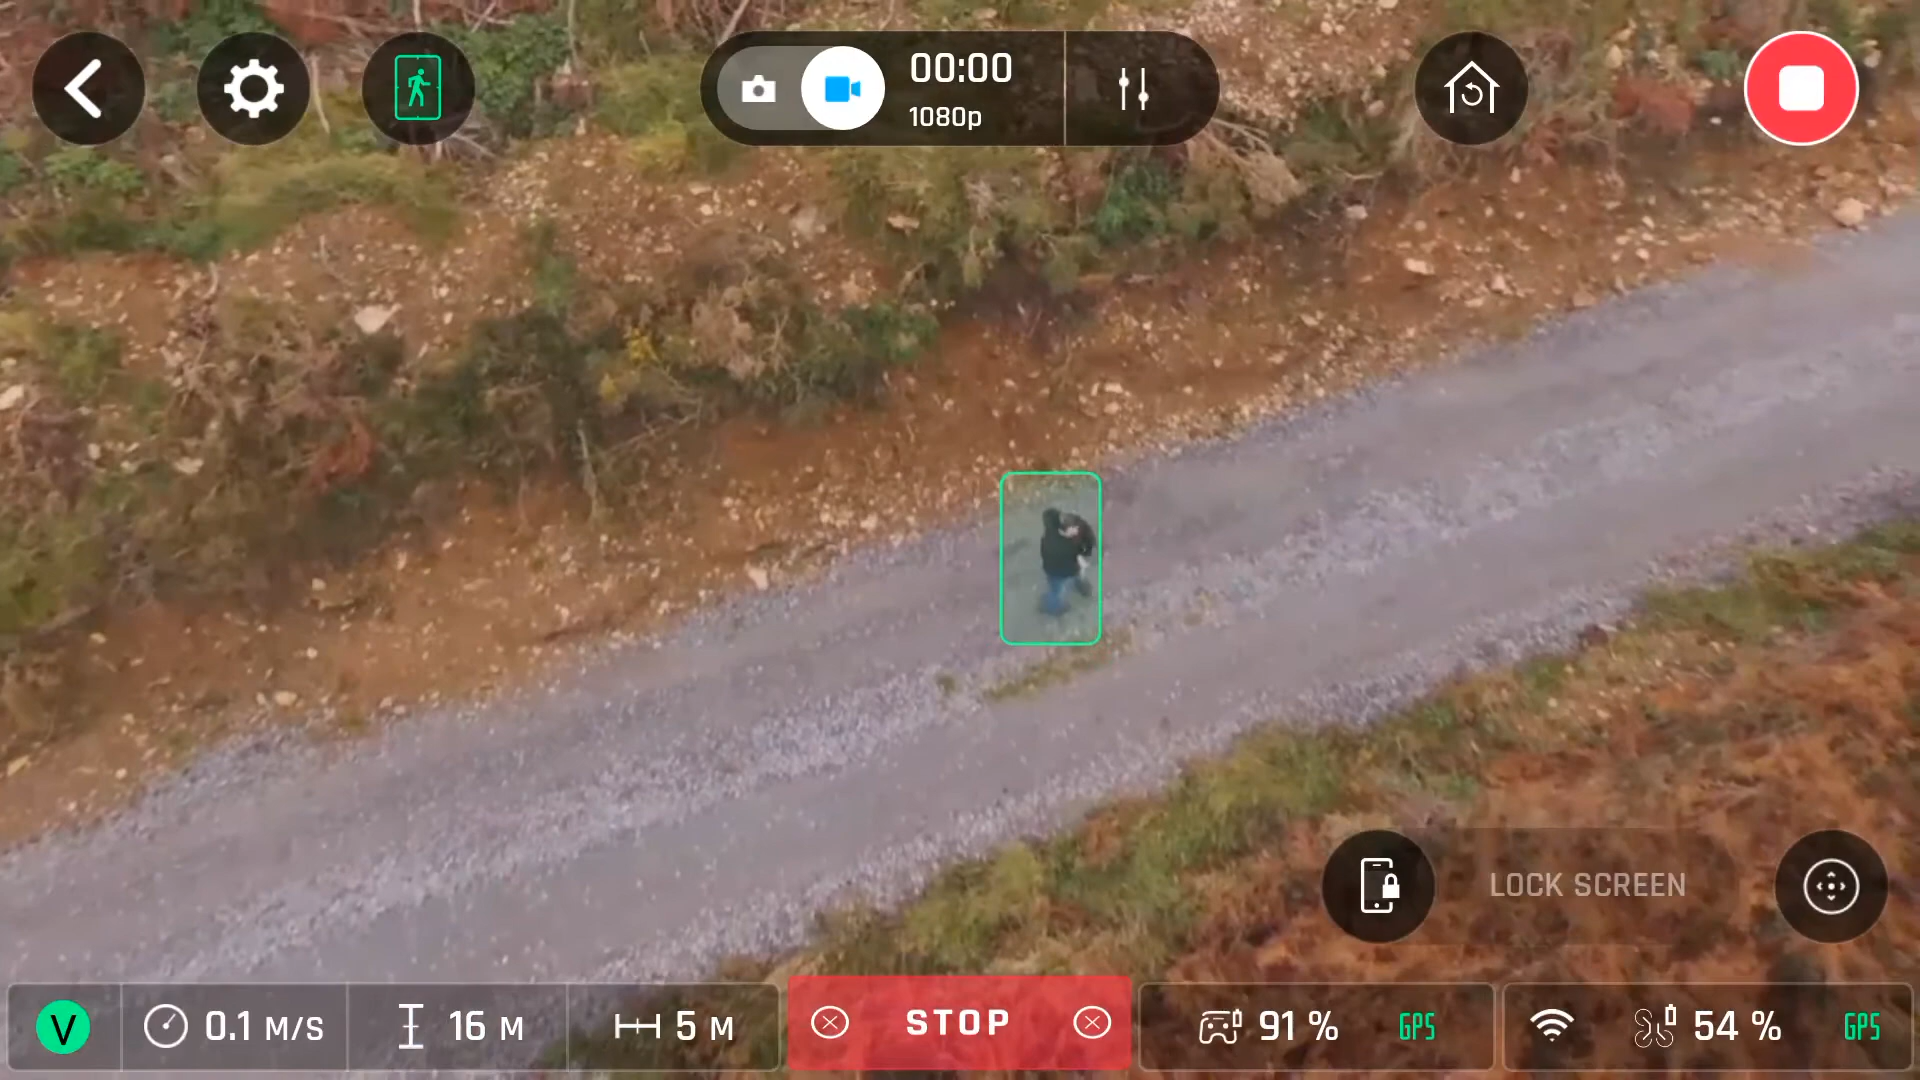 00:00
1080p
LOCK SCREEN
V
0.1 M/S
16 M
5 M
STOP
91 %
GPS
54 %
GPS